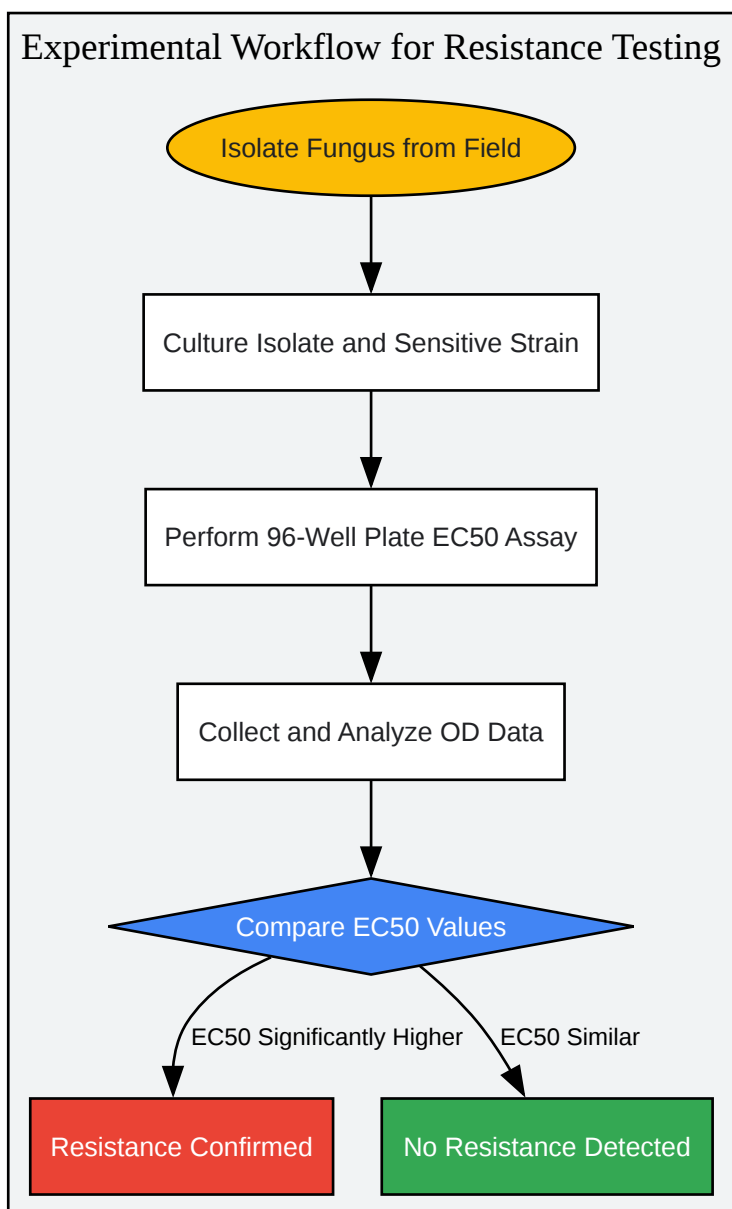 Experimental Workflow for Resistance Testing
Isolate Fungus from Field
Culture Isolate and Sensitive Strain
Perform 96-Well Plate EC50 Assay
Collect and Analyze OD Data
Compare EC50 Values
EC50 Significantly Higher
EC50 Similar
Resistance Confirmed
No Resistance Detected